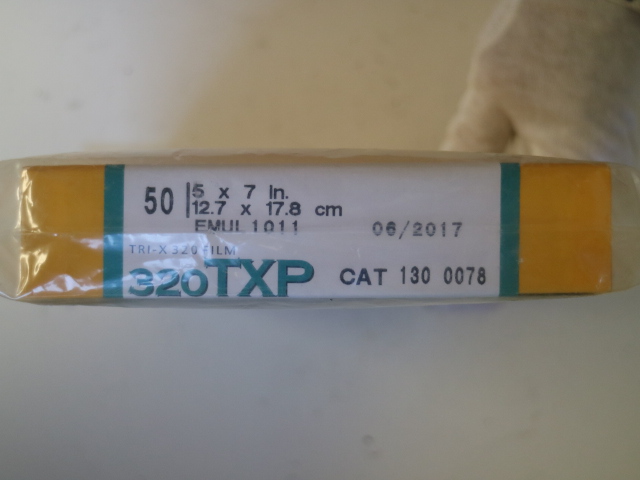 50 5 x 7 in.
12.7 x 17.8 cm
EMUL 1011 06/2017
TRI-X 320 FILM
320TXP CAT 130 0078